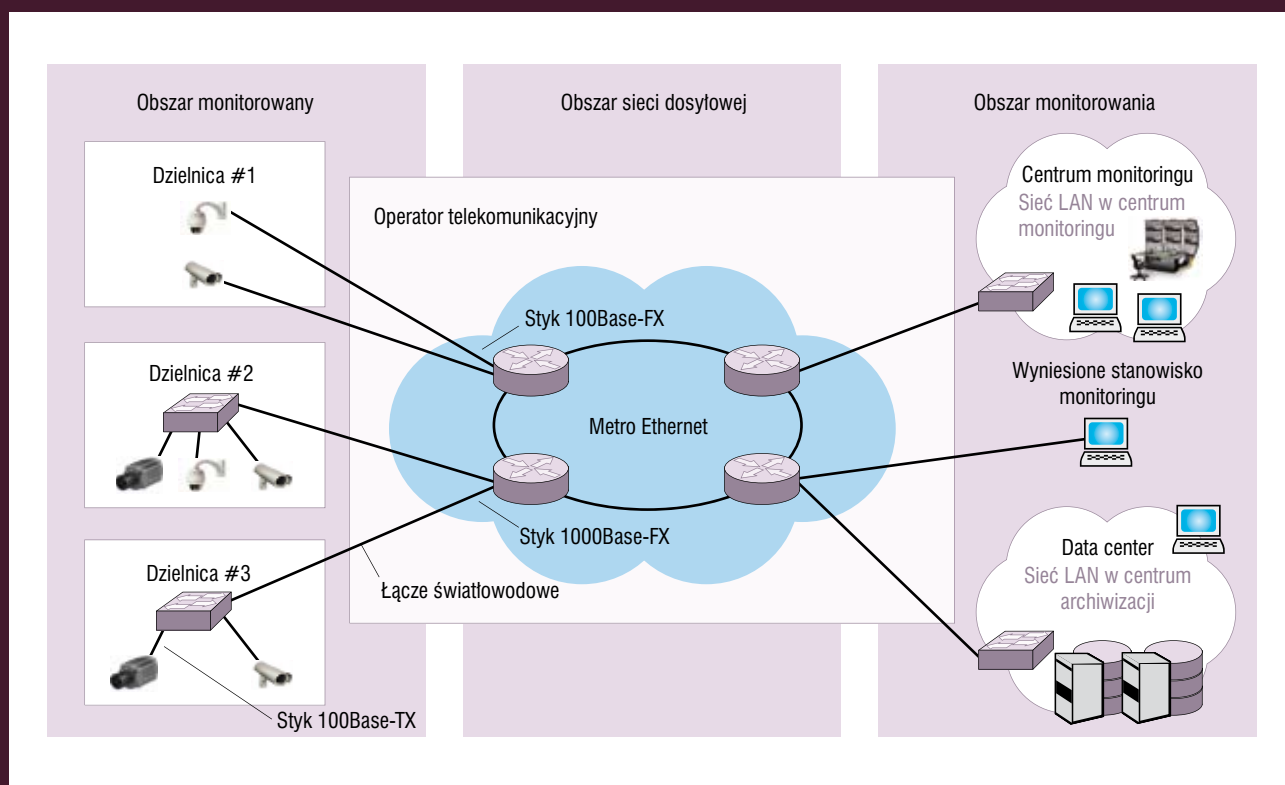 Obszar monitorowany
Obszar sieci dosyłowej
Obszar monitorowania
Dzielnica #1
Dzielnica #2
Dzielnica #3
Styk 100Base-TX
Operator telekomunikacyjny
Styk 100Base-FX
Metro Ethernet
Styk 1000Base-FX
Łącze światłowodowe
Centrum monitoringu
Sieć LAN w centrum
monitoringu
Wyniesione stanowisko
monitoringu
Data center
Sieć LAN w centrum
archiwizacji